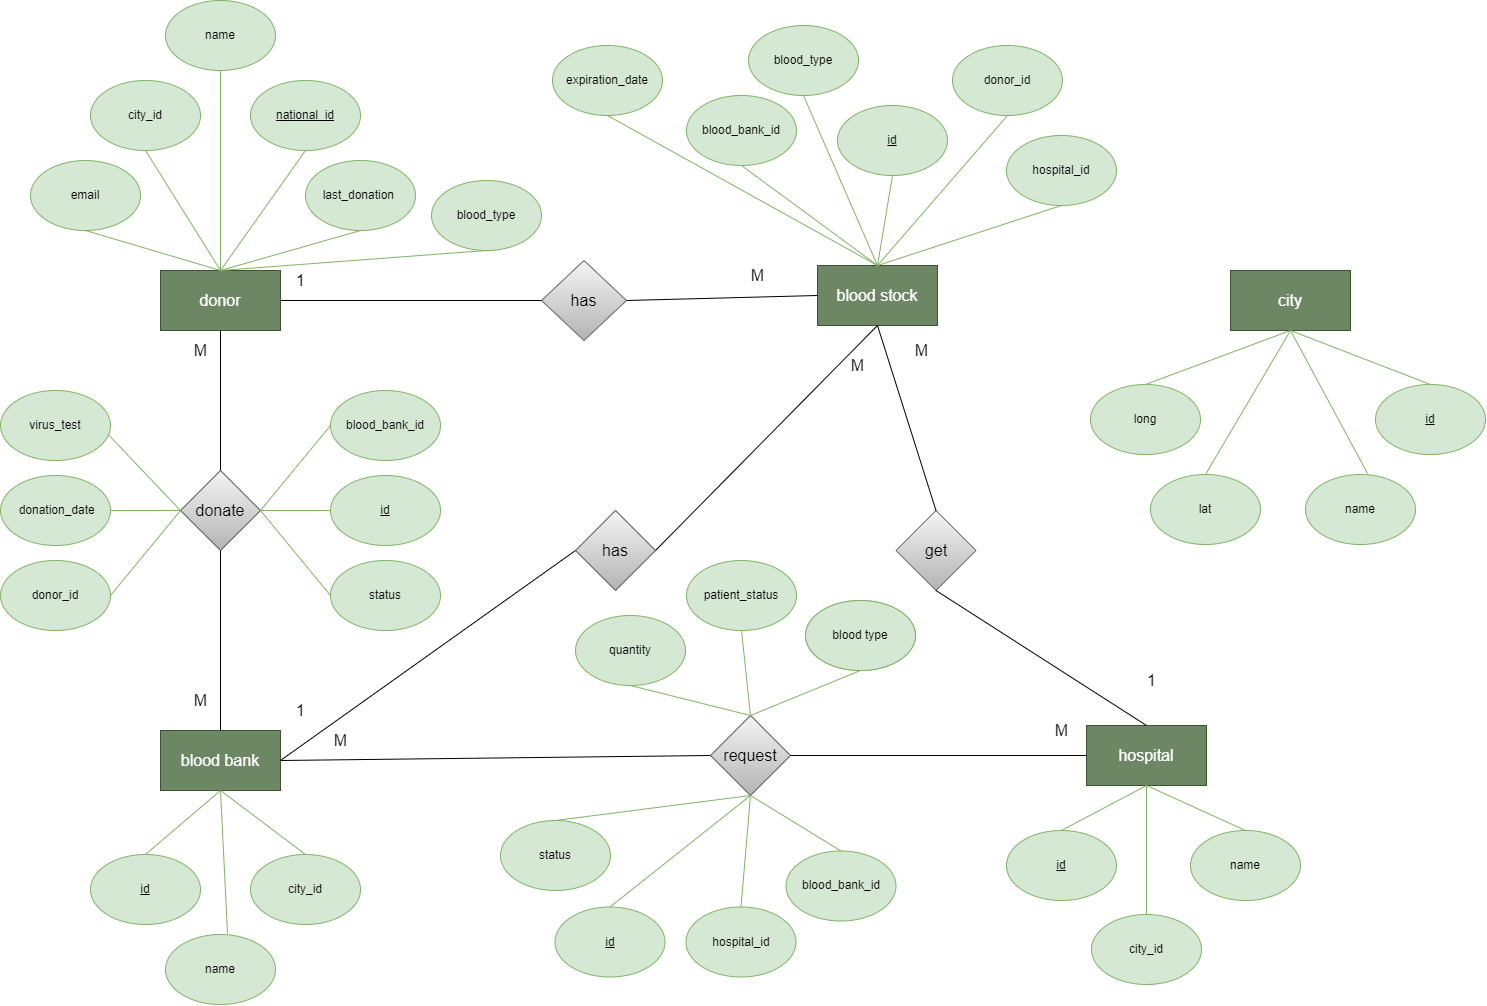 name
city_id
national_id
email
last_donation
blood_type
expiration_date
blood_type
donor_id
blood_bank_id
id
hospital_id
donor
1
has
M
blood stock
city
M
M
M
long
id
lat
name
virus_test
blood_bank_id
donation_date
donate
id
donor_id
status
has
get
patient_status
quantity
blood type
M
1
M
1
M
blood bank
request
hospital
id
city_id
name
status
blood_bank_id
id
hospital_id
id
name
city_id